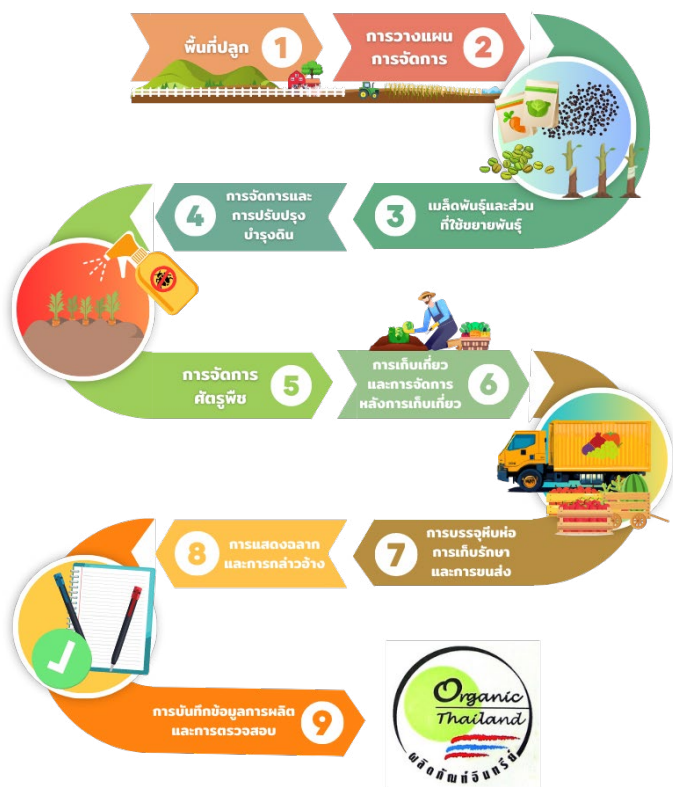 พื้นที่ปลูก
1
การวางแผน
การจัดการ
2
3
เมล็ดพันธุ์และส่วน
ที่ใช้ขยายพันธุ์
4
การจัดการและ
การปรับปรุง
บำรุงดิน
การจัดการ
ศัตรูพืช
5
การเก็บเกี่ยว
และการจัดการ
หลังการเก็บเกี่ยว
6
7
การบรรจุหีบห่อ
การเก็บรักษา
และการขนส่ง
8
การแสดงฉลาก
และการกล่าวอ้าง
การบันทึกข้อมูลการผลิต
และการตรวจสอบ
9
Organic
Thailand
ผลิตภัณฑ์อินทรีย์